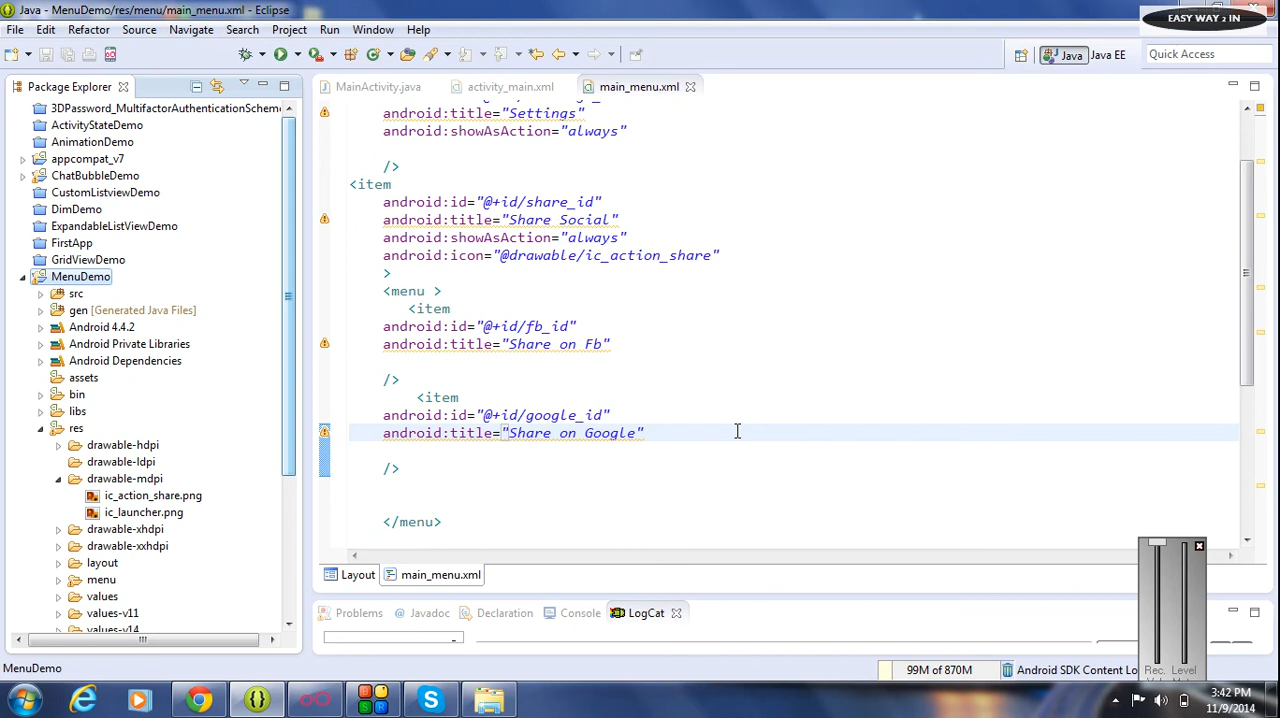 Java - MenuDemo/res/menu/main_menu.xml - Eclipse
EASY WAY 2 IN
File Edit Refactor Source Navigate Search Project Run Window Help
Java Java EE Quick Access
Package Explorer
MainActivity.java activity_main.xml main_menu.xml
3DPassword_MultifactorAuthenticationScheme
ActivityStateDemo
AnimationDemo
appcompat_v7
ChatBubbleDemo
CustomListviewDemo
DimDemo
ExpandableListViewDemo
FirstApp
GridViewDemo
MenuDemo
src
gen [Generated Java Files]
Android 4.4.2
Android Private Libraries
Android Dependencies
assets
bin
libs
res
drawable-hdpi
drawable-ldpi
drawable-mdpi
ic_action_share.png
ic_launcher.png
drawable-xhdpi
drawable-xxhdpi
layout
menu
values
values-v11
values-v14
android:title="Settings"
android:showAsAction="always"
/>
<item
android:id="@+id/share_id"
android:title="Share Social"
android:showAsAction="always"
android:icon="@drawable/ic_action_share"
>
<menu >
<item
android:id="@+id/fb_id"
android:title="Share on Fb"
/>
<item
android:id="@+id/google_id"
android:title="Share on Google"
/>
</menu>
Layout main_menu.xml
Problems Javadoc Declaration Console LogCat
MenuDemo
99M of 870M
Android SDK Content Lo
Rec. Level
3:42 PM
11/9/2014